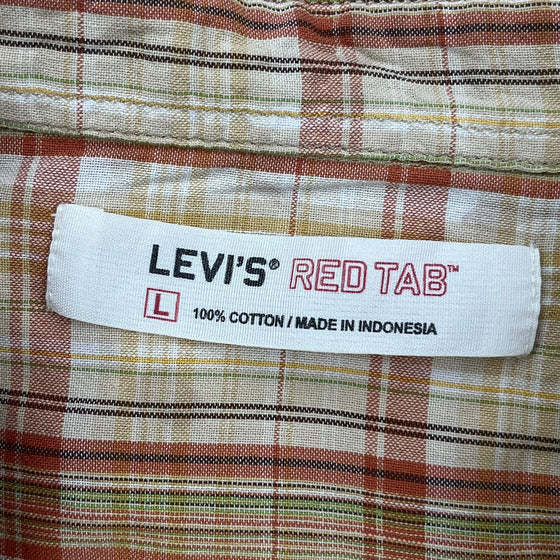 LEVI'S® RED TAB™
L 100% COTTON / MADE IN INDONESIA